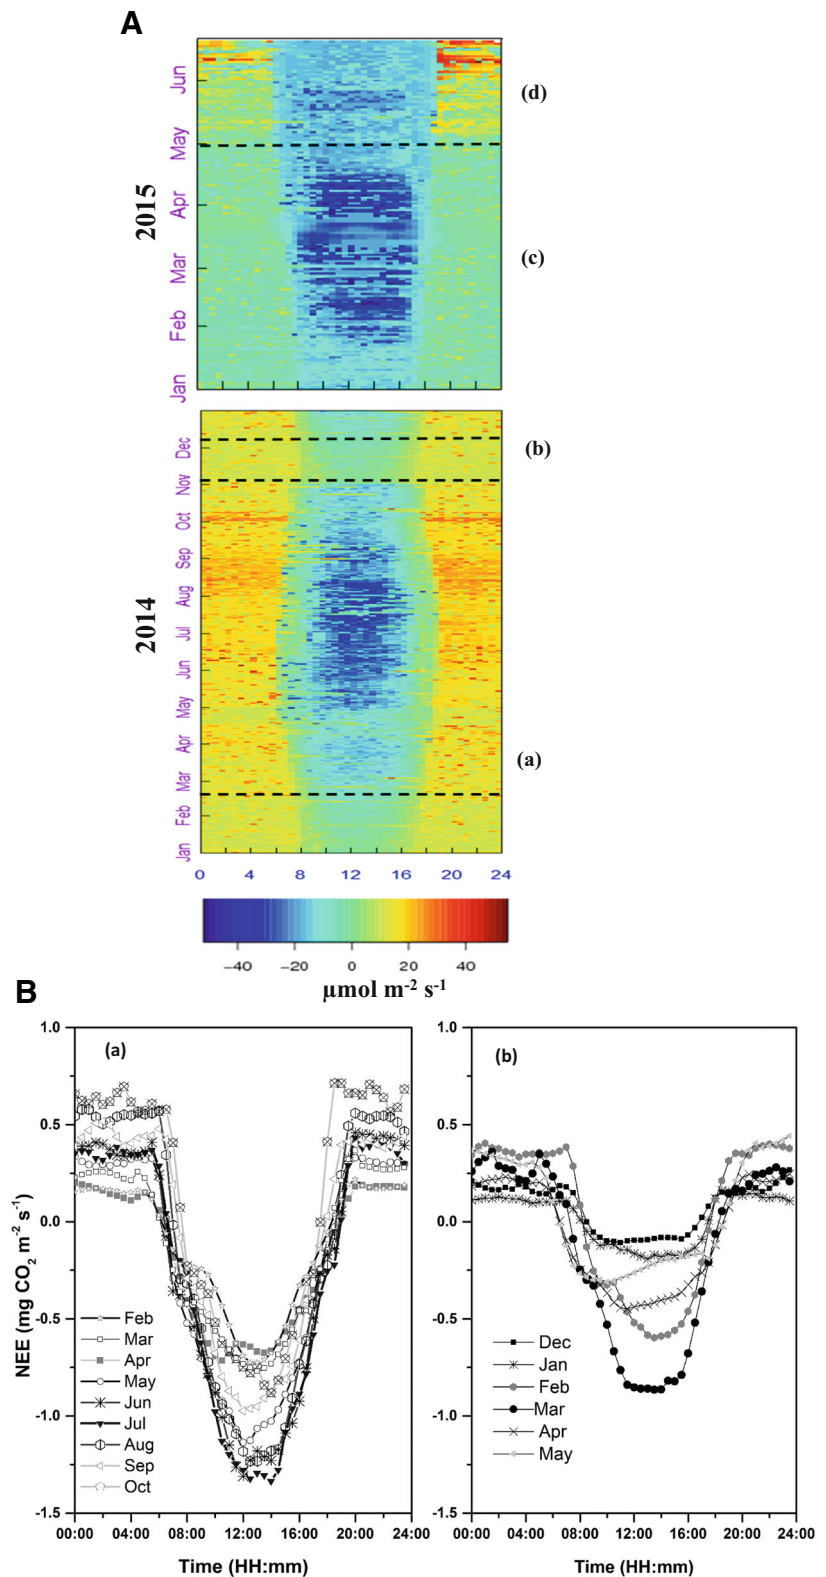 A
2015
Jun
May
Apr
Mar
Feb
Jan
(d)
(c)
2014
Dec
Nov
Oct
Sep
Aug
Jul
Jun
May
Apr
Mar
Feb
Jan
(b)
(a)
0 4 8 12 16 20 24
−40 −20 0 20 40
μmol m-2 s-1
B
NEE (mg CO2 m-2 s-1)
1.0
0.5
0.0
-0.5
-1.0
-1.5
(a)
Feb
Mar
Apr
May
Jun
Jul
Aug
Sep
Oct
00:00 04:00 08:00 12:00 16:00 20:00 24:00
Time (HH:mm)
1.0
0.5
0.0
-0.5
-1.0
-1.5
(b)
Dec
Jan
Feb
Mar
Apr
May
00:00 04:00 08:00 12:00 16:00 20:00 24:00
Time (HH:mm)